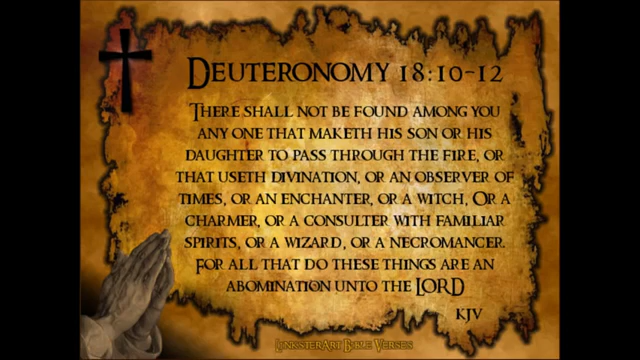 Deuteronomy 18:10-12
There shall not be found among you
any one that maketh his son or his
daughter to pass through the fire, or
that useth divination, or an observer of
times, or an enchanter, or a witch, Or a
charmer, or a consulter with familiar
spirits, or a wizard, or a necromancer.
For all that do these things are an
abomination unto the LORD
KJV
LinksterArt Bible Verses